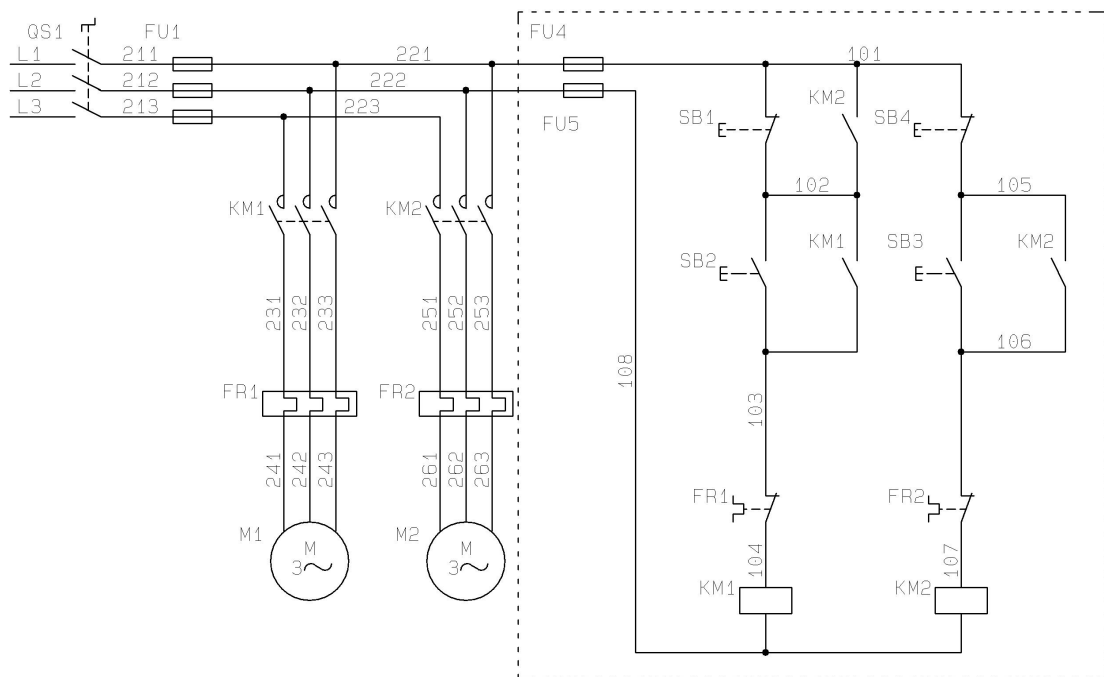 QS1 FU1 FU4
L1 211 221 101
L2 212 222
L3 213 223 FU5
KM2
SB1 SB4
102 105
KM1 KM2
KM1 SB3 KM2
SB2
231 232 233 251 252 253
106
108
FR1 FR2
103
241 242 243 261 262 263
FR1 FR2
M1 M M2 M
3 3
104 107
KM1 KM2